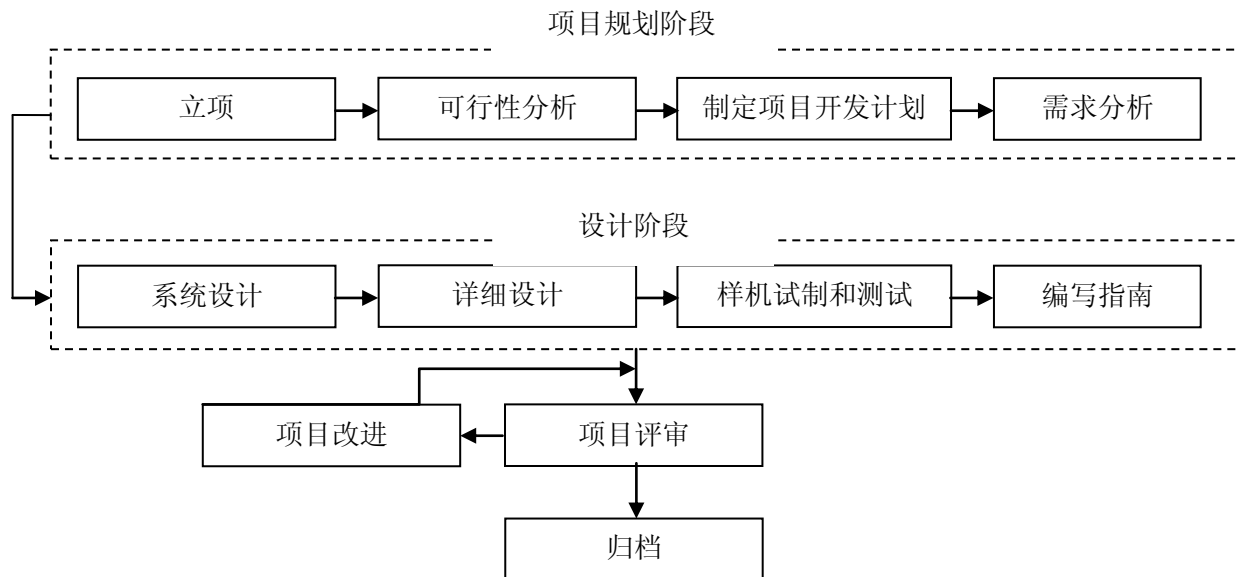 项目规划阶段
立项
可行性分析
制定项目开发计划
需求分析
设计阶段
系统设计
详细设计
样机试制和测试
编写指南
项目改进
项目评审
归档